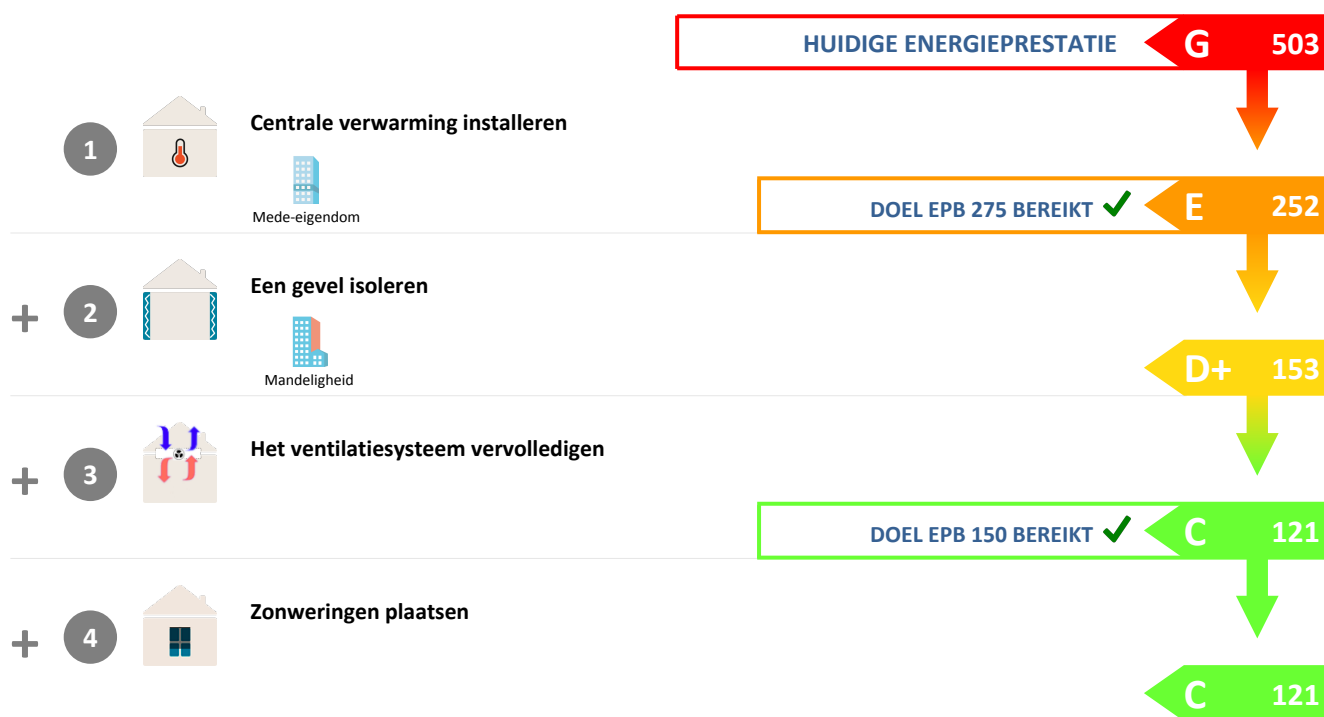 HUIDIGE ENERGIEPRESTATIE G 503
1 Centrale verwarming installeren
Mede-eigendom
DOEL EPB 275 BEREIKT E 252
+ 2 Een gevel isoleren
Mandeligheid
D+ 153
+ 3 Het ventilatiesysteem vervolledigen
DOEL EPB 150 BEREIKT C 121
+ 4 Zonweringen plaatsen
C 121